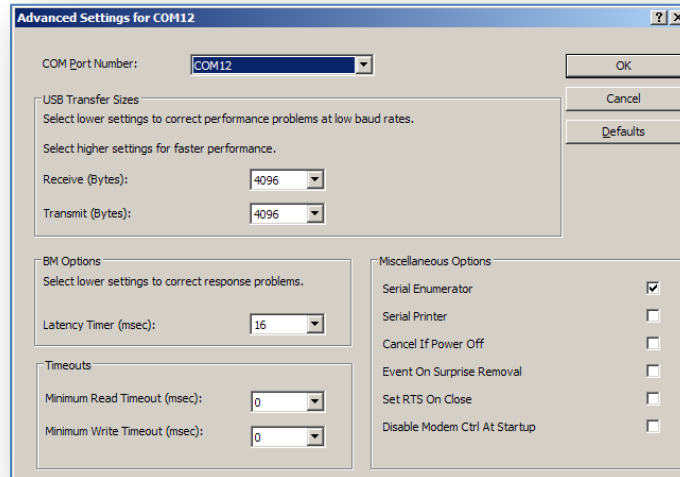 Advanced Settings for COM12
COM Port Number:
COM12
OK
Cancel
Defaults
USB Transfer Sizes
Select lower settings to correct performance problems at low baud rates.
Select higher settings for faster performance.
Receive (Bytes):
4096
Transmit (Bytes):
4096
BM Options
Select lower settings to correct response problems.
Latency Timer (msec):
16
Timeouts
Minimum Read Timeout (msec):
0
Minimum Write Timeout (msec):
0
Miscellaneous Options
Serial Enumerator
Serial Printer
Cancel If Power Off
Event On Surprise Removal
Set RTS On Close
Disable Modem Ctrl At Startup